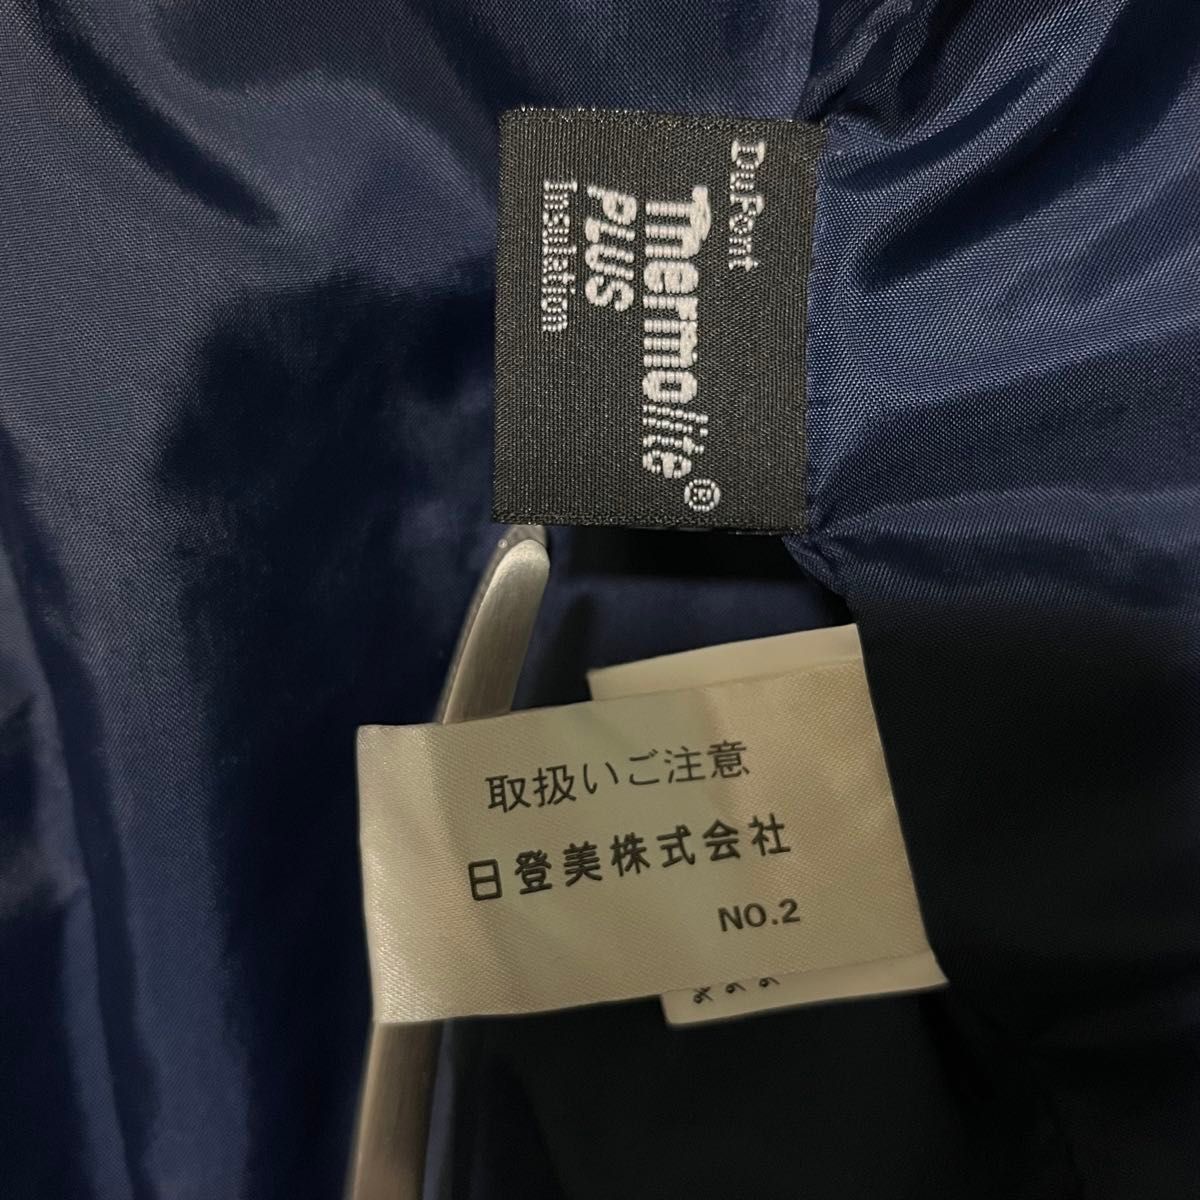 DuPont
Thermolite®
PLUS
Insulation
取扱いご注意
日登美株式会社
NO.2